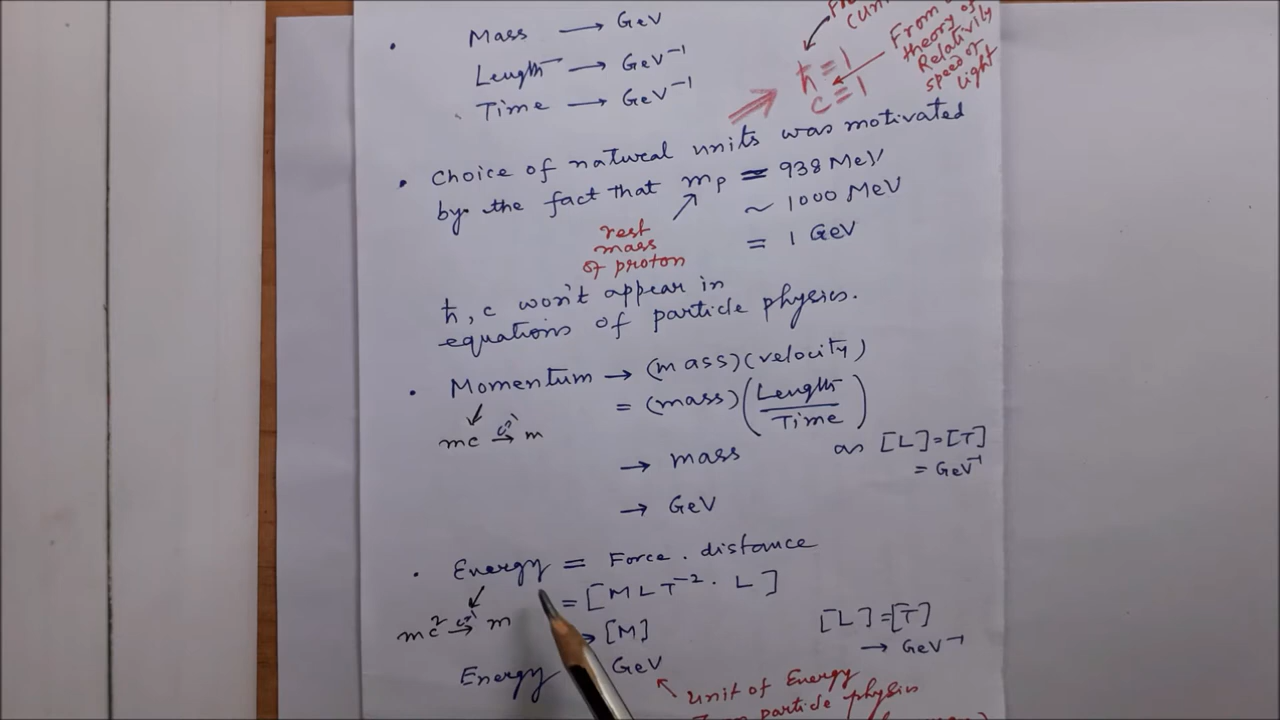 . Mass → GeV
Length → GeV⁻¹
Time → GeV⁻¹
ħ = 1
c = 1
From
theory of
Relativity
speed of
light
. Choice of natural units was motivated
by the fact that mₚ = 938 MeV
~ 1000 MeV
= 1 GeV
rest
mass
of proton
ħ, c won't appear in
equations of particle physics.
. Momentum → (mass)(velocity)
= (mass)(Length/Time)
mc → m
→ mass as [L]=[T]
= GeV⁻¹
→ GeV
. Energy = Force . distance
= [MLT⁻² . L]
mc² → m
→ [M] [L]=[T]
→ GeV⁻¹
Energy GeV
Unit of Energy
particle physics